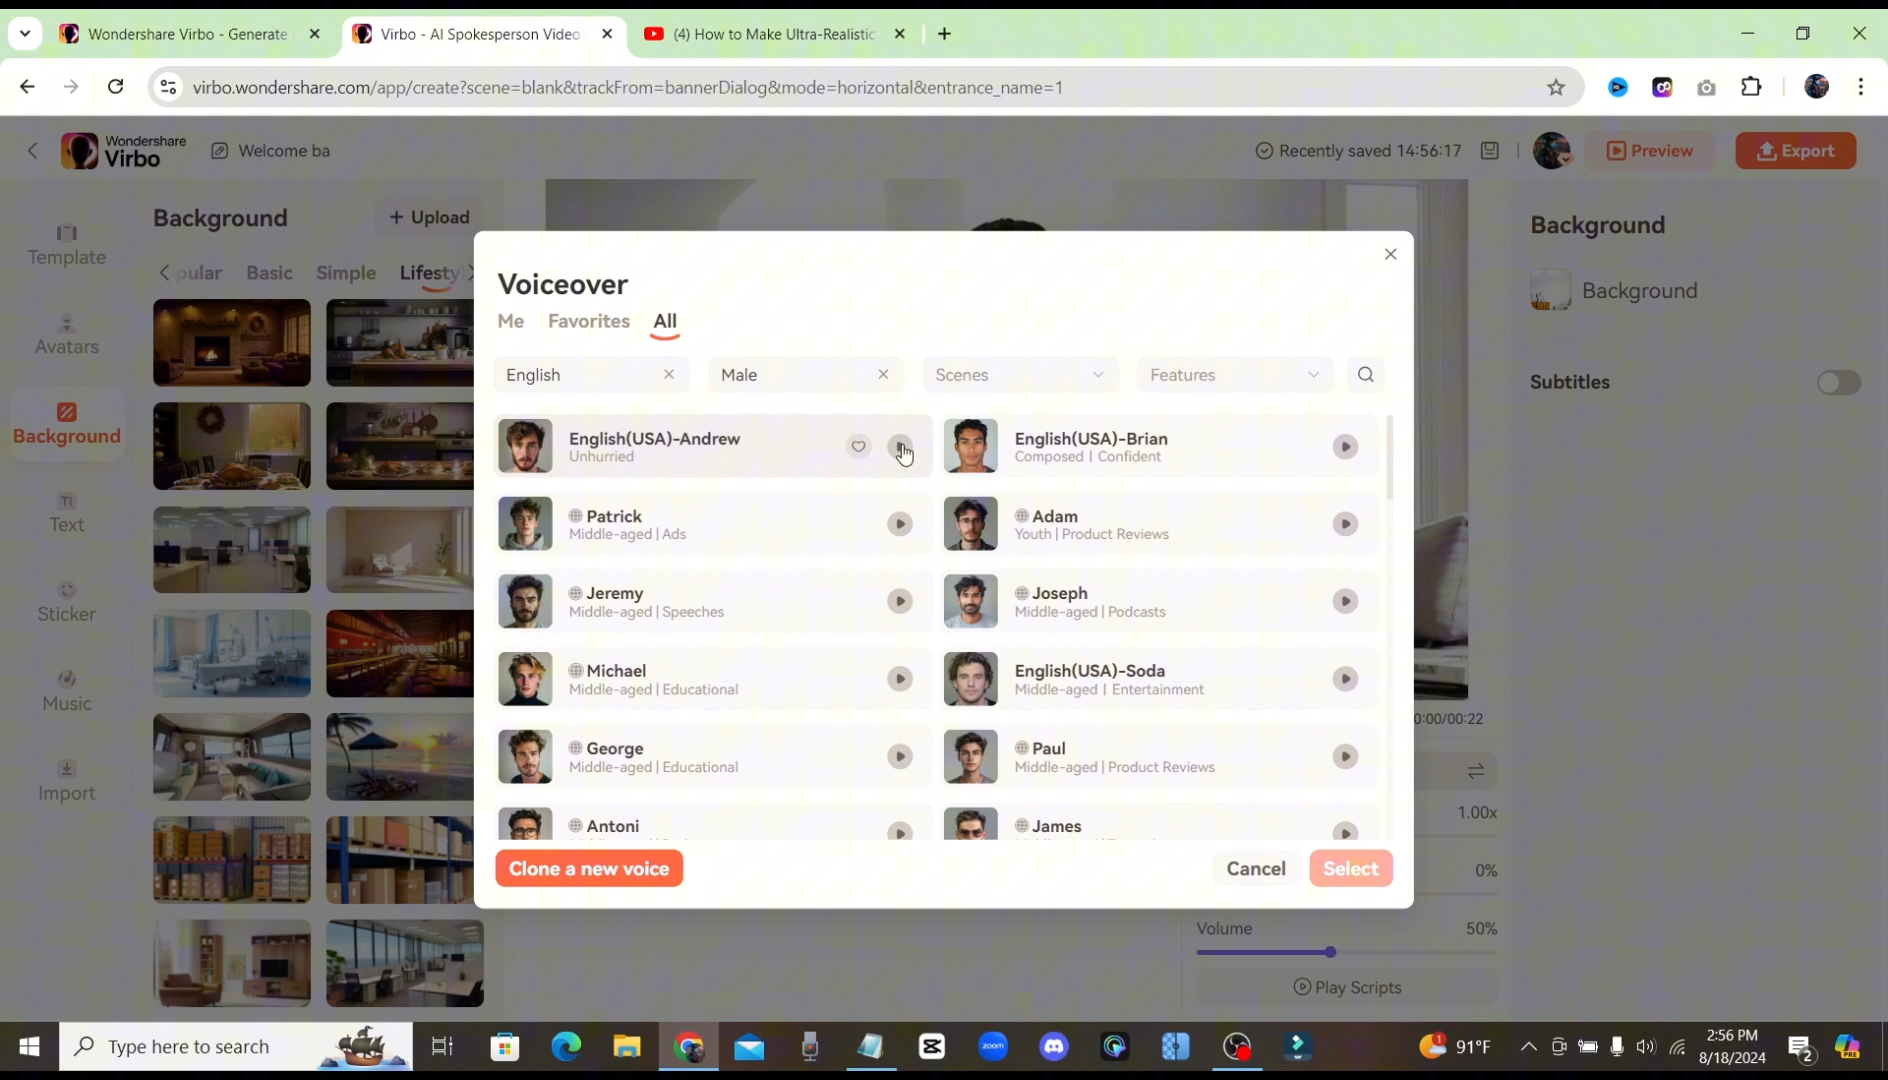 Wondershare Virbo - Generate
Virbo - AI Spokesperson Video
(4) How to Make Ultra-Realistic
virbo.wondershare.com/app/create?scene=blank&trackFrom=bannerDialog&mode=horizontal&entrance_name=1
Wondershare
Virbo
Welcome ba
Recently saved 14:56:17
Preview
Export
Template
Avatars
Background
Text
Sticker
Music
Import
Background
+ Upload
pular
Basic
Simple
Lifesty
Voiceover
Me
Favorites
All
English
Male
Scenes
Features
English(USA)-Andrew
Unhurried
English(USA)-Brian
Composed | Confident
Patrick
Middle-aged | Ads
Adam
Youth | Product Reviews
Jeremy
Middle-aged | Speeches
Joseph
Middle-aged | Podcasts
Michael
Middle-aged | Educational
English(USA)-Soda
Middle-aged | Entertainment
George
Middle-aged | Educational
Paul
Middle-aged | Product Reviews
Antoni
James
Clone a new voice
Cancel
Select
Background
Background
Subtitles
0:00/00:22
1.00x
0%
Volume
50%
Play Scripts
Type here to search
zoom
91°F
2:56 PM
8/18/2024
2